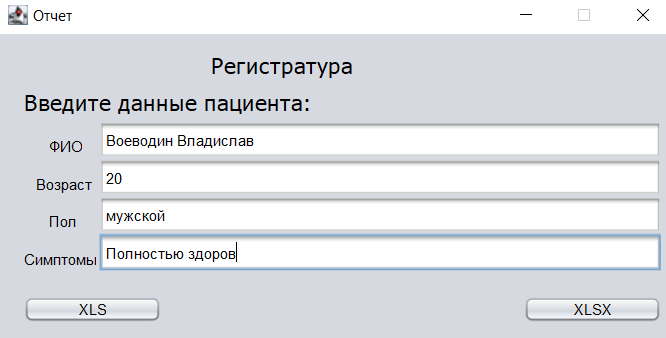 Отчет
Регистратура
Введите данные пациента:
ФИО Воеводин Владислав
Возраст 20
Пол мужской
Симптомы Полностью здоров
XLS XLSX